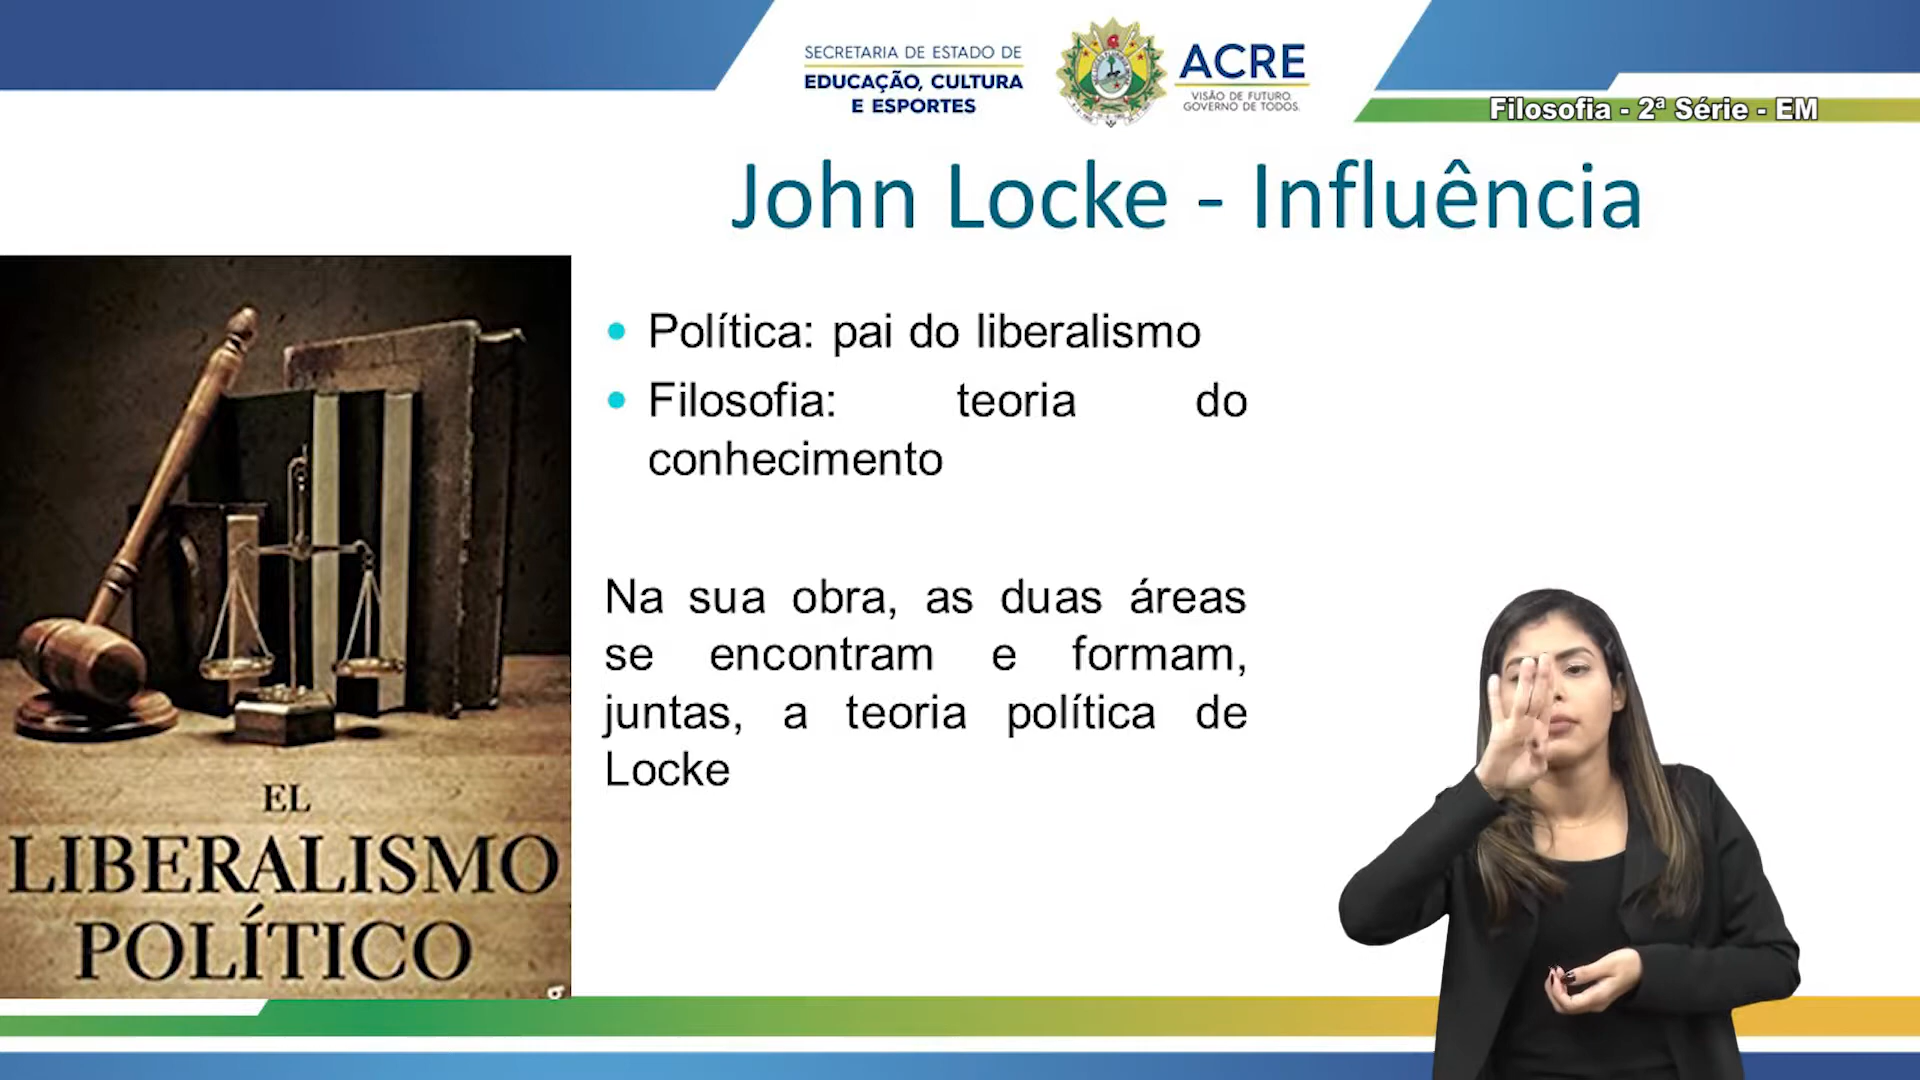 SECRETARIA DE ESTADO DE
EDUCAÇÃO, CULTURA
E ESPORTES
ACRE
VISÃO DE FUTURO.
GOVERNO DE TODOS.
Filosofia - 2ª Série - EM
John Locke - Influência
• Política: pai do liberalismo
• Filosofia: teoria do
conhecimento
Na sua obra, as duas áreas
se encontram e formam,
juntas, a teoria política de
Locke
EL
LIBERALISMO
POLÍTICO